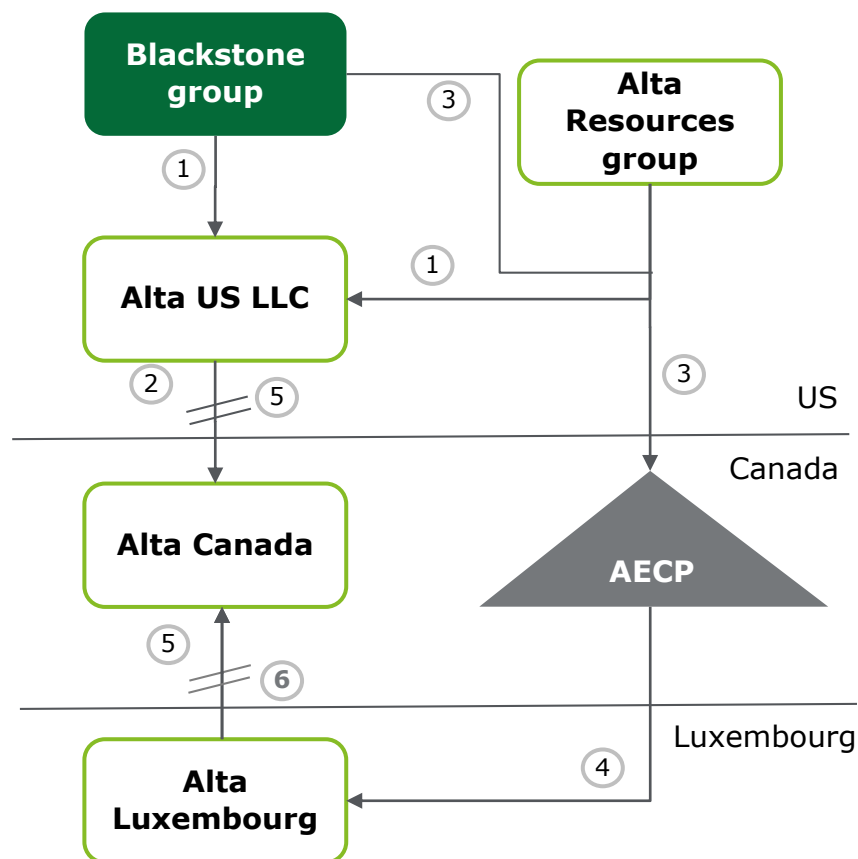 Blackstone
group
3
Alta
Resources
group
1
Alta US LLC
1
2
5
3
US
Canada
Alta Canada
AECP
5
6
Luxembourg
Alta
Luxembourg
4